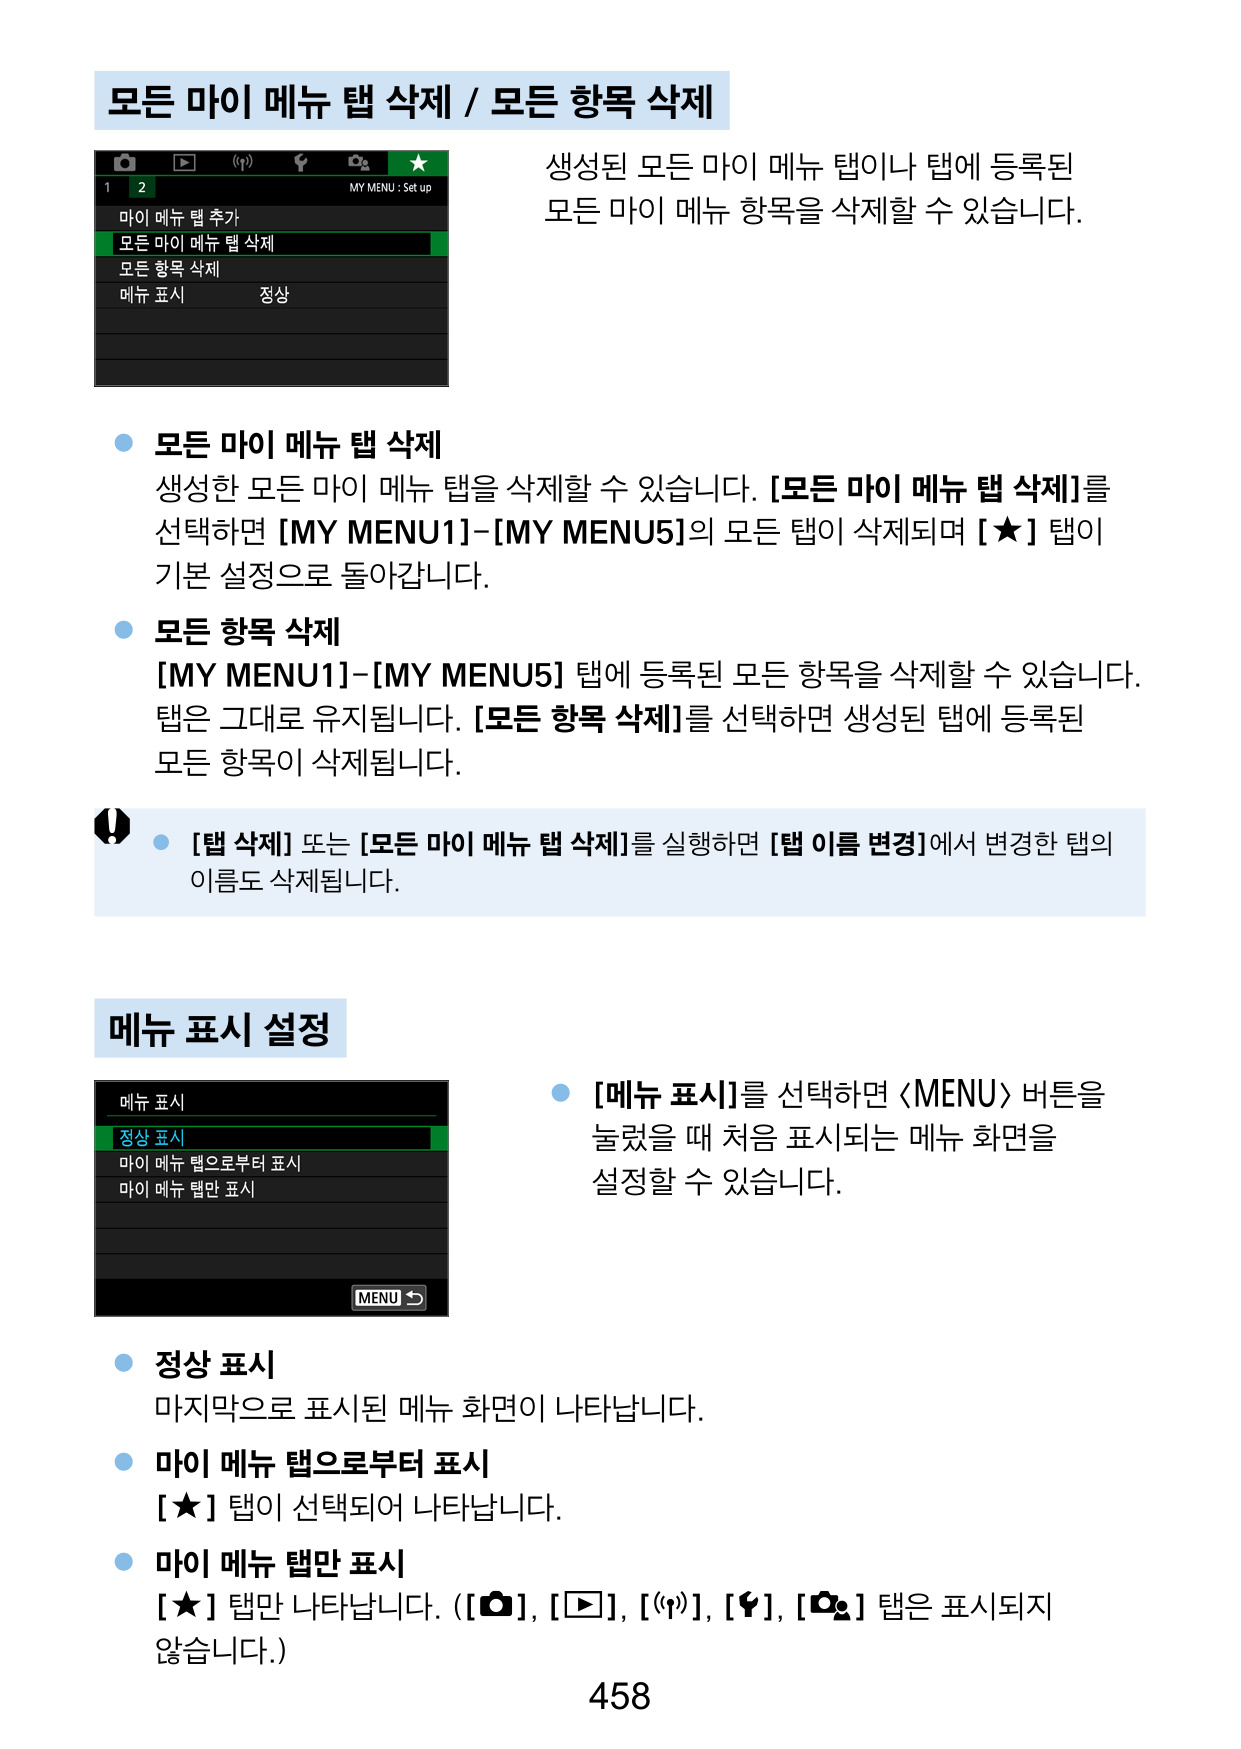 모든 마이 메뉴 탭 삭제 / 모든 항목 삭제
1 2 MY MENU : Set up
마이 메뉴 탭 추가
모든 마이 메뉴 탭 삭제
모든 항목 삭제
메뉴 표시 정상
생성된 모든 마이 메뉴 탭이나 탭에 등록된
모든 마이 메뉴 항목을 삭제할 수 있습니다.
● 모든 마이 메뉴 탭 삭제
생성한 모든 마이 메뉴 탭을 삭제할 수 있습니다. [모든 마이 메뉴 탭 삭제]를
선택하면 [MY MENU1]-[MY MENU5]의 모든 탭이 삭제되며 [★] 탭이
기본 설정으로 돌아갑니다.
● 모든 항목 삭제
[MY MENU1]-[MY MENU5] 탭에 등록된 모든 항목을 삭제할 수 있습니다.
탭은 그대로 유지됩니다. [모든 항목 삭제]를 선택하면 생성된 탭에 등록된
모든 항목이 삭제됩니다.
● [탭 삭제] 또는 [모든 마이 메뉴 탭 삭제]를 실행하면 [탭 이름 변경]에서 변경한 탭의
이름도 삭제됩니다.
메뉴 표시 설정
메뉴 표시
정상 표시
마이 메뉴 탭으로부터 표시
마이 메뉴 탭만 표시
MENU
● [메뉴 표시]를 선택하면 〈MENU〉 버튼을
눌렀을 때 처음 표시되는 메뉴 화면을
설정할 수 있습니다.
● 정상 표시
마지막으로 표시된 메뉴 화면이 나타납니다.
● 마이 메뉴 탭으로부터 표시
[★] 탭이 선택되어 나타납니다.
● 마이 메뉴 탭만 표시
[★] 탭만 나타납니다. ([], [], [], [], [] 탭은 표시되지
않습니다.)
458